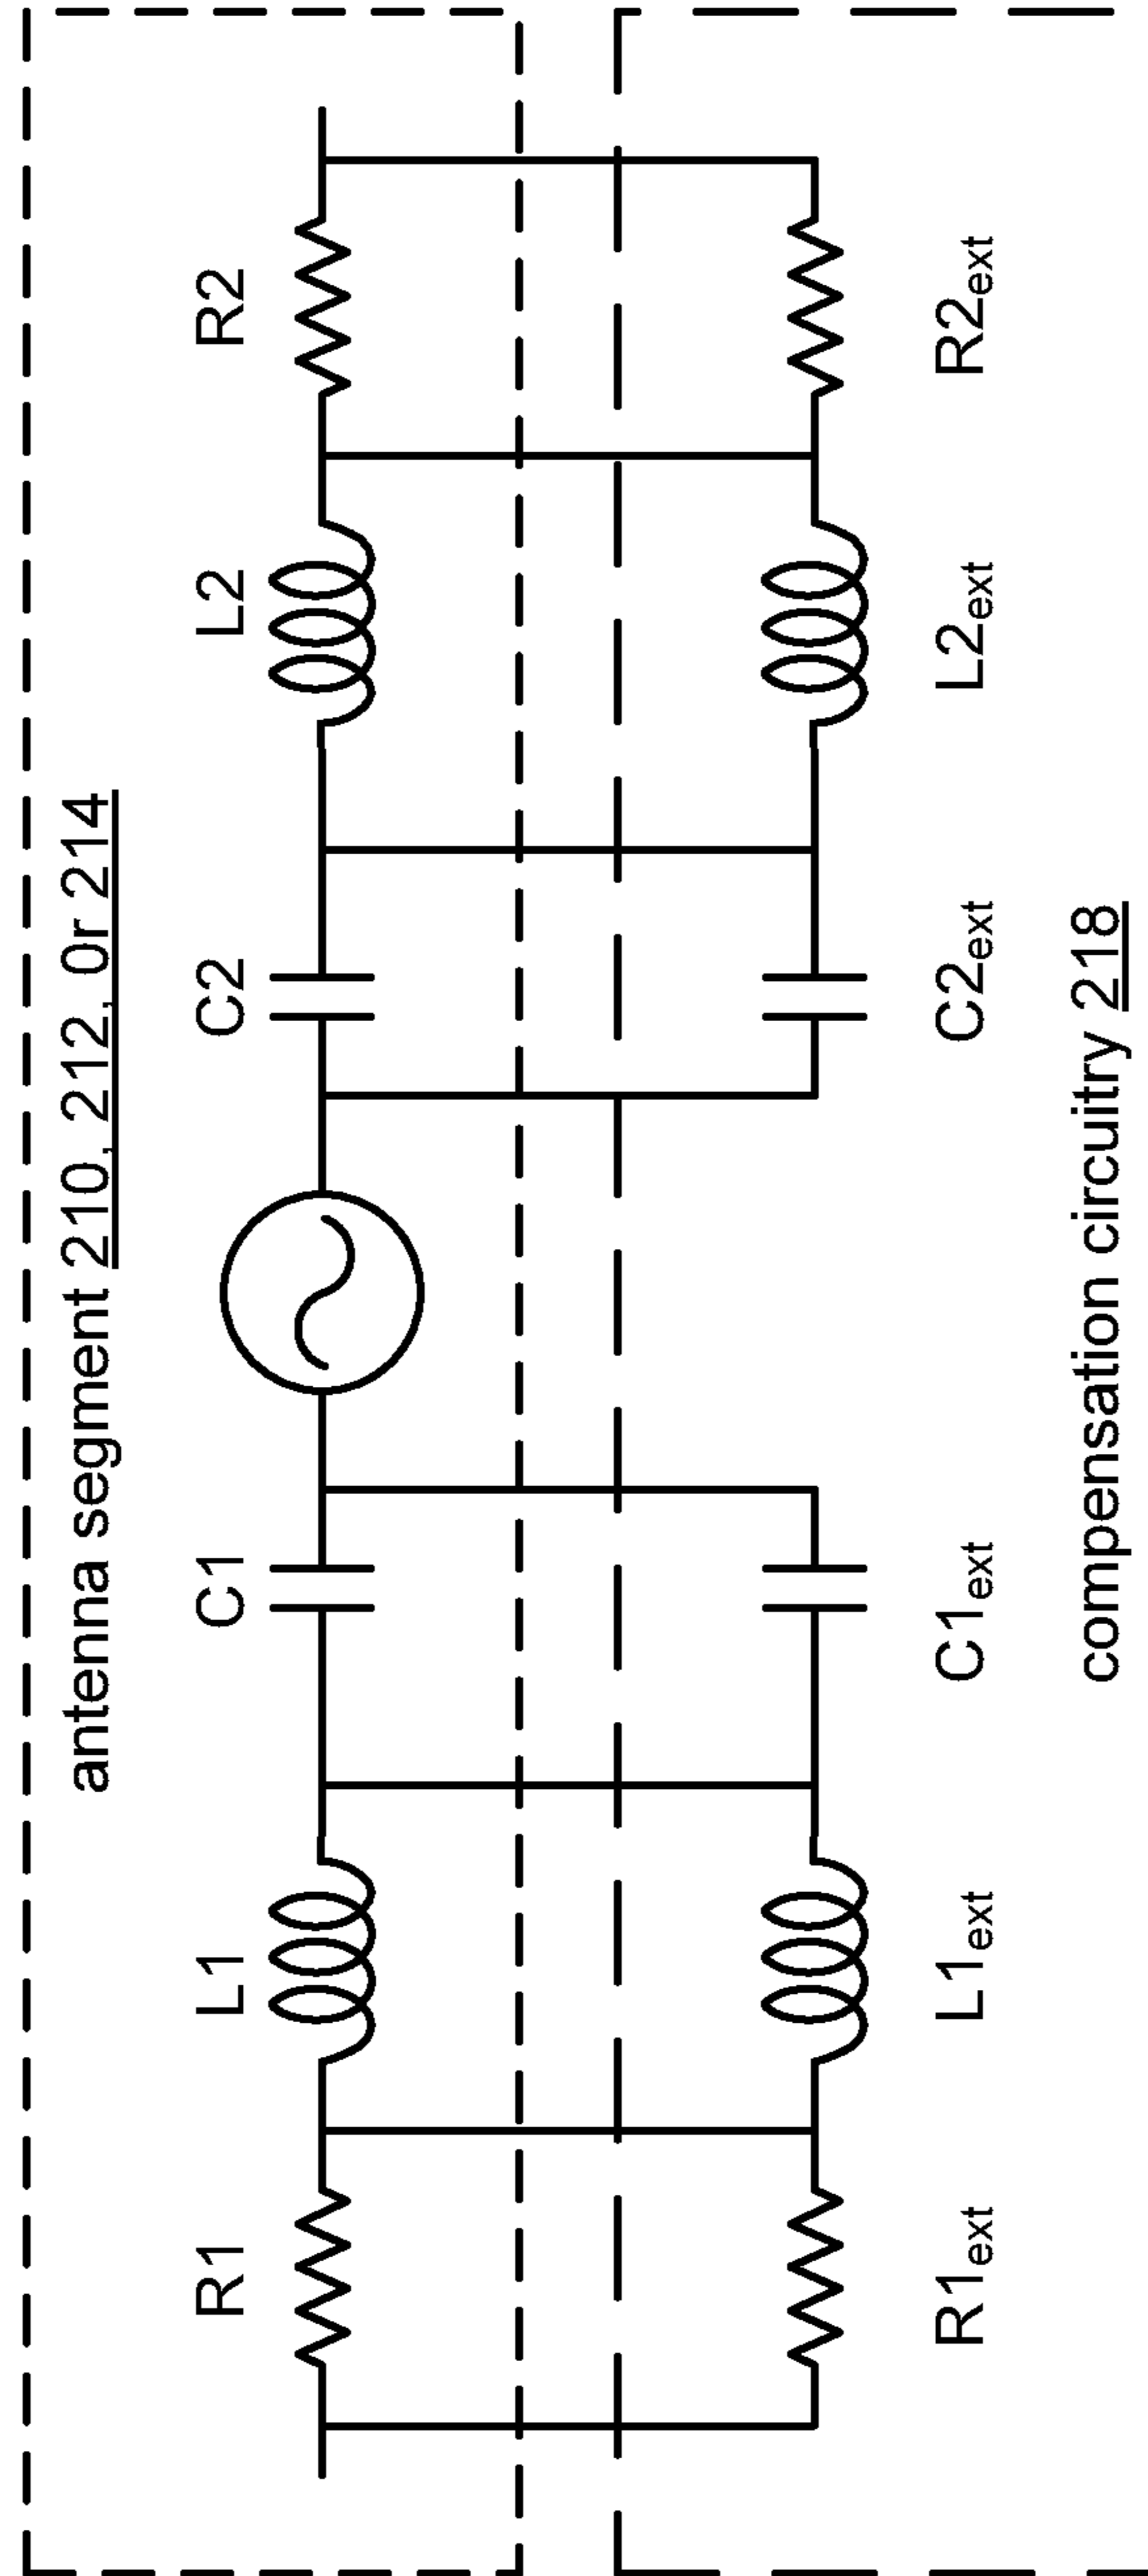 antenna segment 210, 212, 0r 214
R1 L1 C1 C2 L2 R2
R1ext L1ext C1ext C2ext L2ext R2ext
compensation circuitry 218